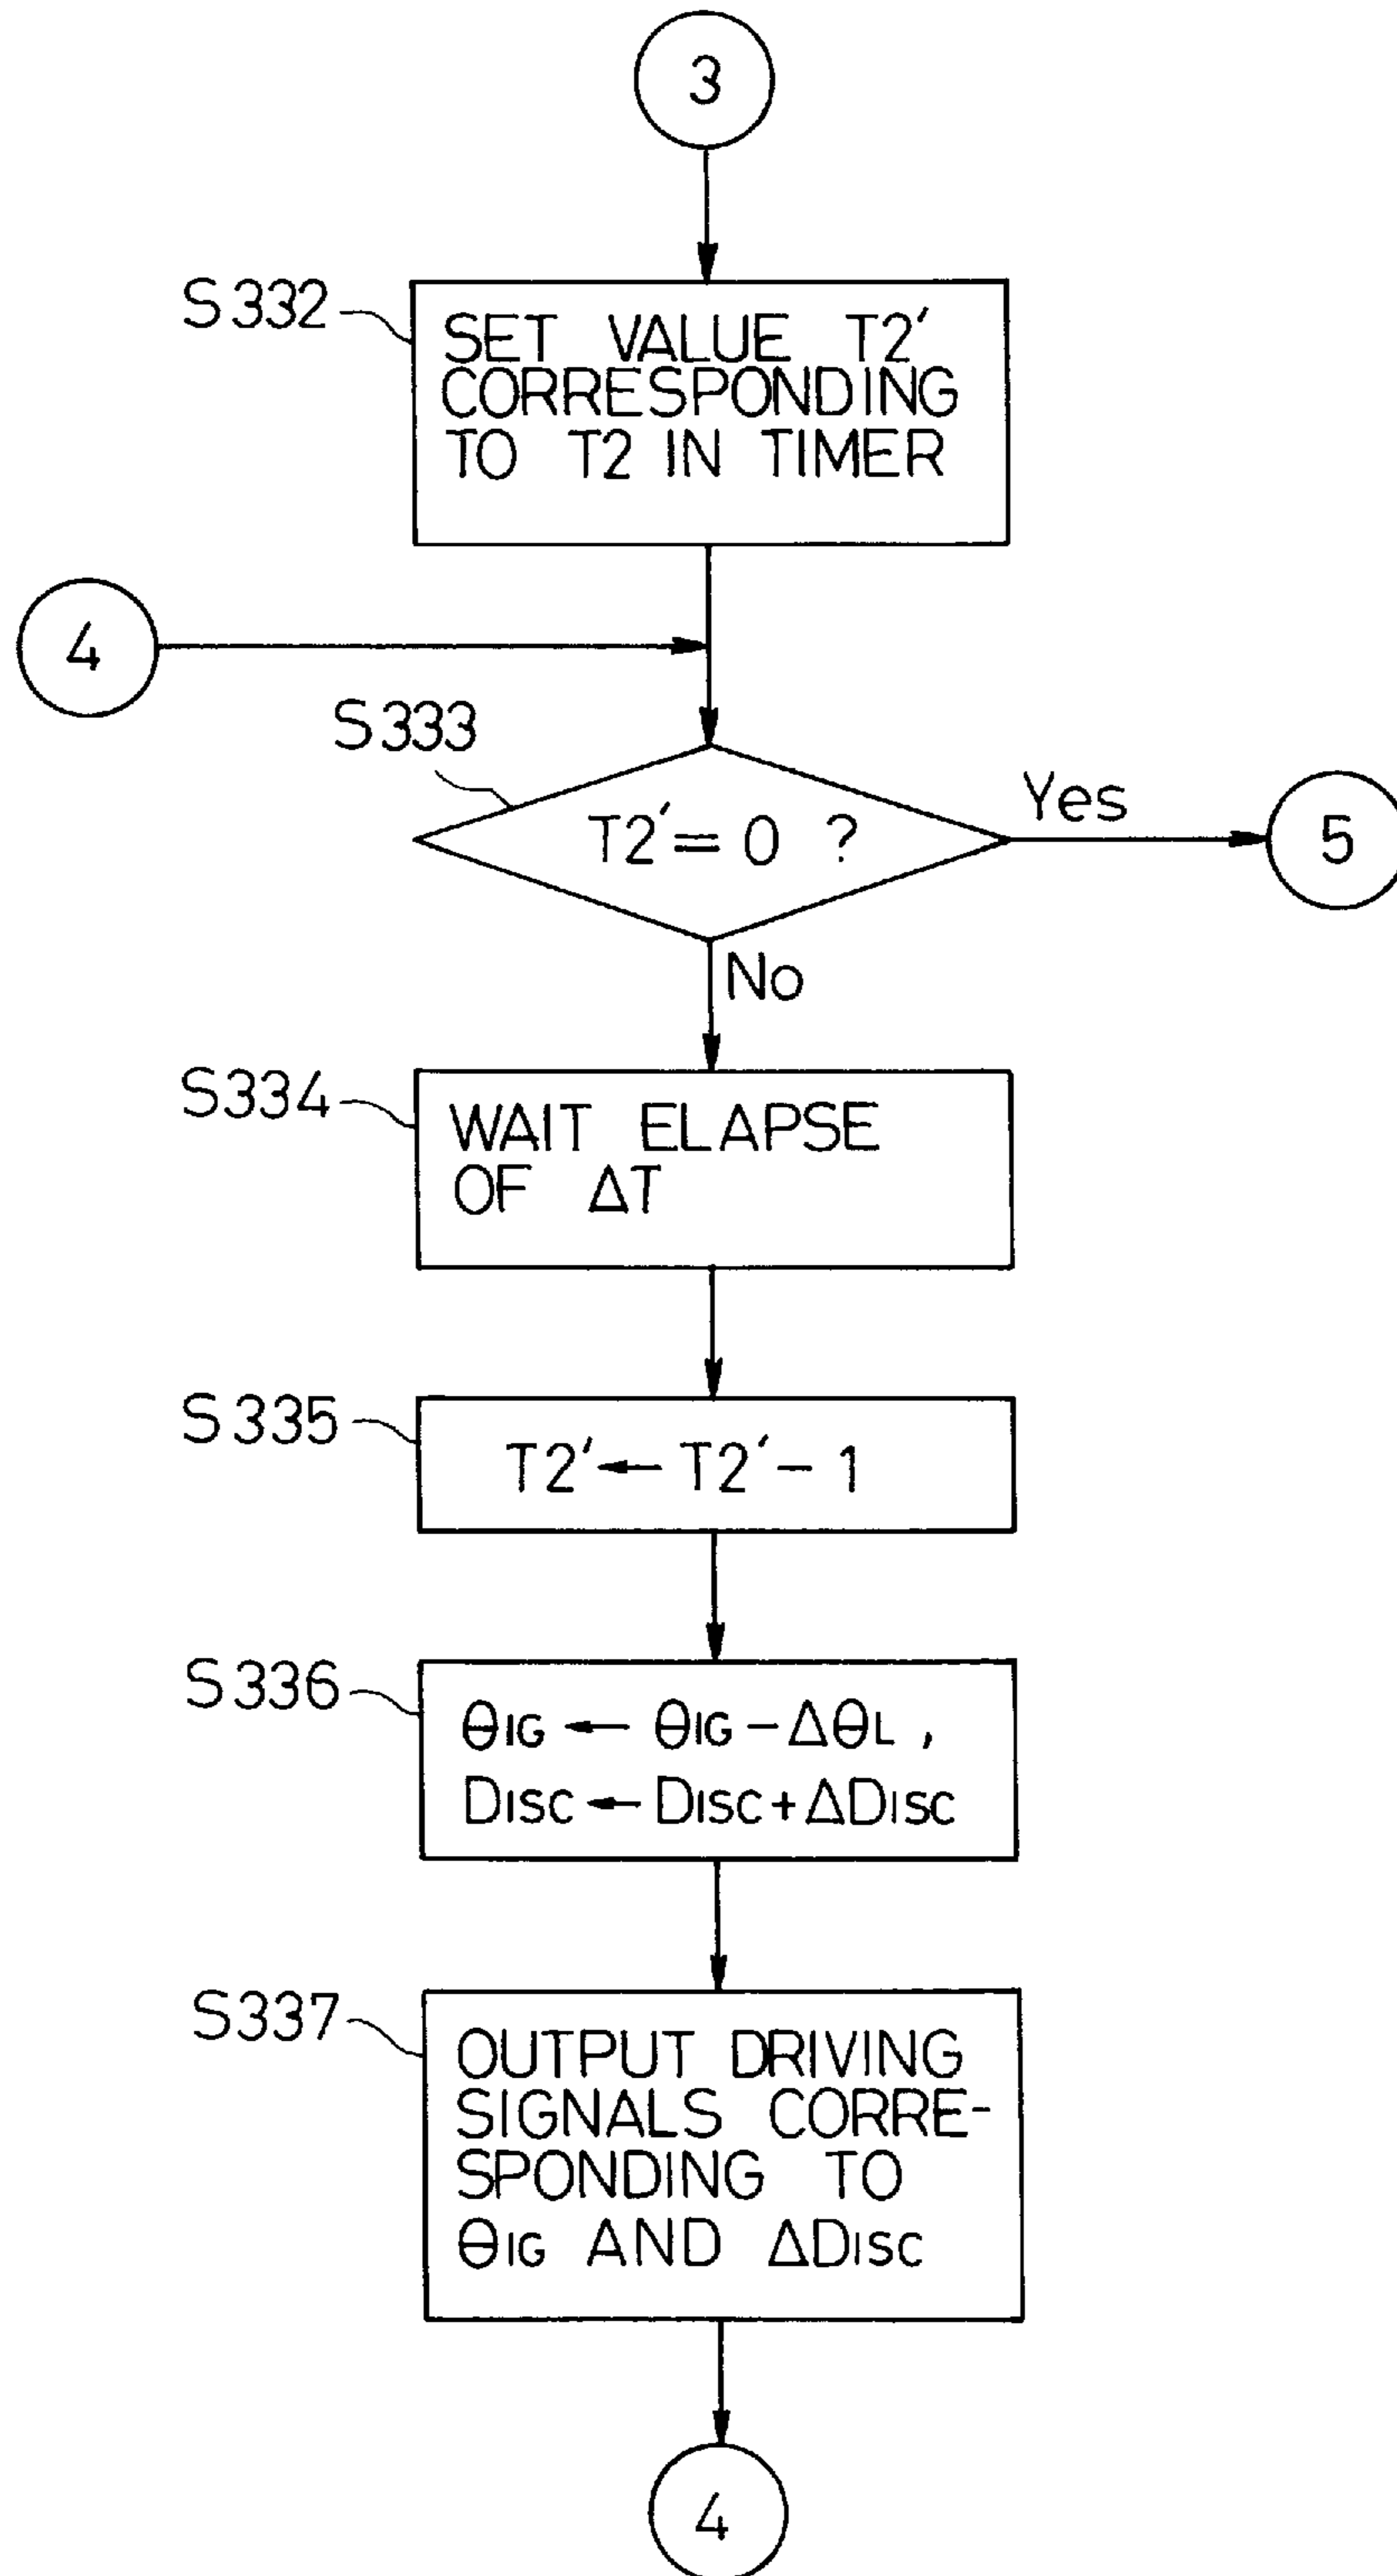 3
S332
SET VALUE T2'
CORRESPONDING
TO T2 IN TIMER
4
S333
T2'=0 ?
Yes
5
No
S334
WAIT ELAPSE
OF ΔT
S335
T2'←T2'-1
S336
θIG ← θIG-ΔθL,
DISC←DISC+ΔDISC
S337
OUTPUT DRIVING
SIGNALS CORRE-
SPONDING TO
θIG AND ΔDISC
4